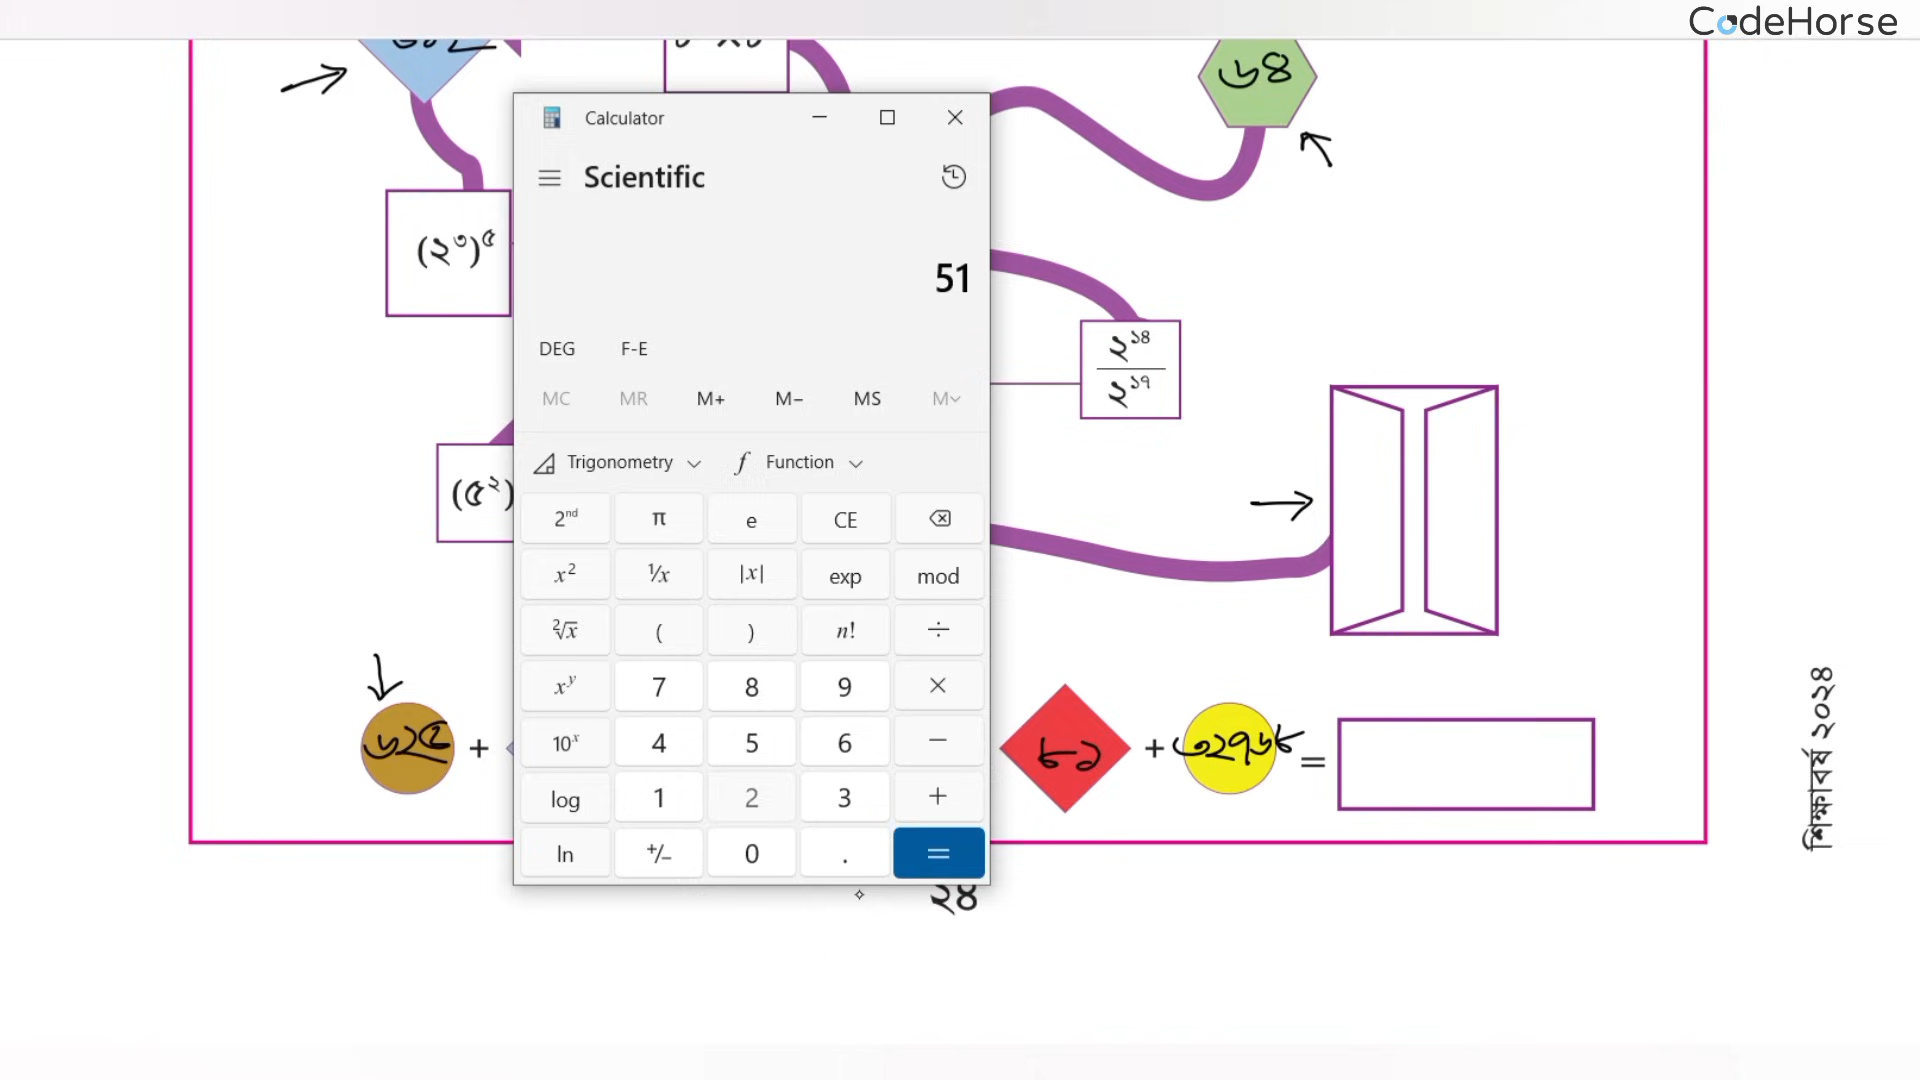 CodeHorse
৬৪
Calculator
Scientific
51
DEG F-E
MC MR M+ M− MS M
Trigonometry f Function
2ⁿᵈ π e CE
x² ¹/x |x| exp mod
²√x ( ) n! ÷
xʸ 7 8 9 ×
10ˣ 4 5 6 −
log 1 2 3 +
ln +/− 0 . =
(২³)⁵
২¹⁴
২¹⁷
(৫²)
৬২৫ + ৮১ + ৩২৭৬৮ =
২৪
শিক্ষাবর্ষ ২০২৪